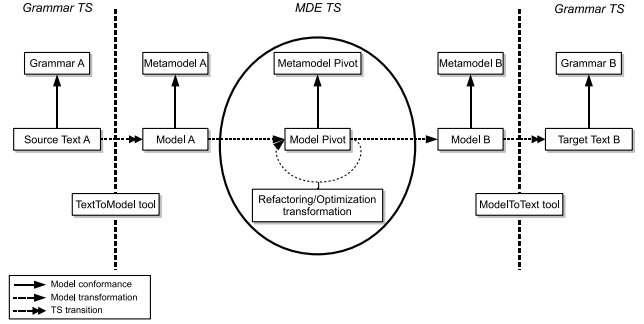 Grammar TS
MDE TS
Grammar TS
Grammar A
Metamodel A
Metamodel Pivot
Metamodel B
Grammar B
Source Text A
Model A
Model Pivot
Model B
Target Text B
TextToModel tool
Refactoring/Optimization
transformation
ModelToText tool
Model conformance
Model transformation
TS transition